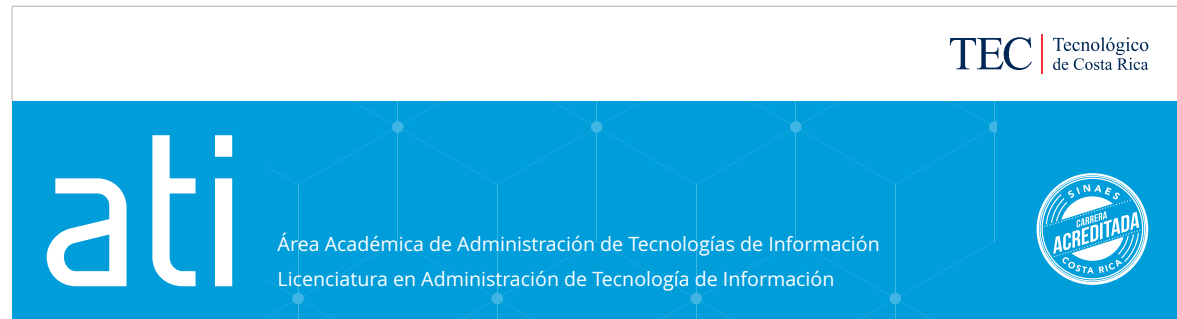 TEC
Tecnológico
de Costa Rica
ati
Área Académica de Administración de Tecnologías de Información
Licenciatura en Administración de Tecnología de Información
SINAES
CARRERA
ACREDITADA
COSTA RICA